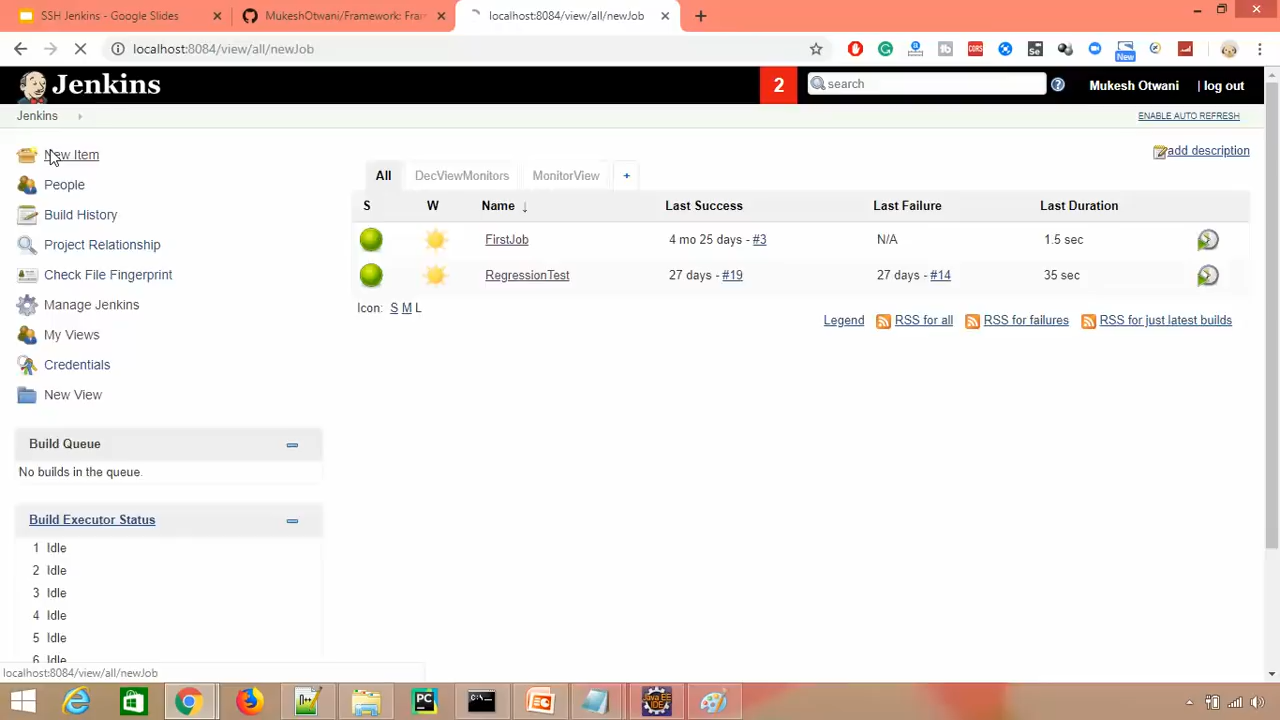 SSH Jenkins - Google Slides
MukeshOtwani/Framework: Fra
localhost:8084/view/all/newJob
localhost:8084/view/all/newJob
New
Jenkins
2
search
Mukesh Otwani
| log out
Jenkins
ENABLE AUTO REFRESH
New Item
add description
People
Build History
Project Relationship
Check File Fingerprint
Manage Jenkins
My Views
Credentials
New View
All DecViewMonitors MonitorView +
S W Name ↓ Last Success Last Failure Last Duration
FirstJob 4 mo 25 days - #3 N/A 1.5 sec
RegressionTest 27 days - #19 27 days - #14 35 sec
Icon: S M L
Legend RSS for all RSS for failures RSS for just latest builds
Build Queue
No builds in the queue.
Build Executor Status
1 Idle
2 Idle
3 Idle
4 Idle
5 Idle
6 Idle
localhost:8084/view/all/newJob